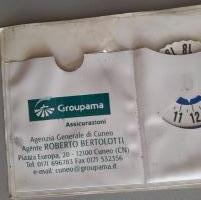 Groupama
Assicurazioni
Agenzia Generale di Cuneo
Agente ROBERTO BERTOLOTTI
Piazza Europa, 20 - 12100 Cuneo (CN)
Tel. 0171 696783 Fax 0171 532356
e-mail: cuneo@groupama.it
18
11 12